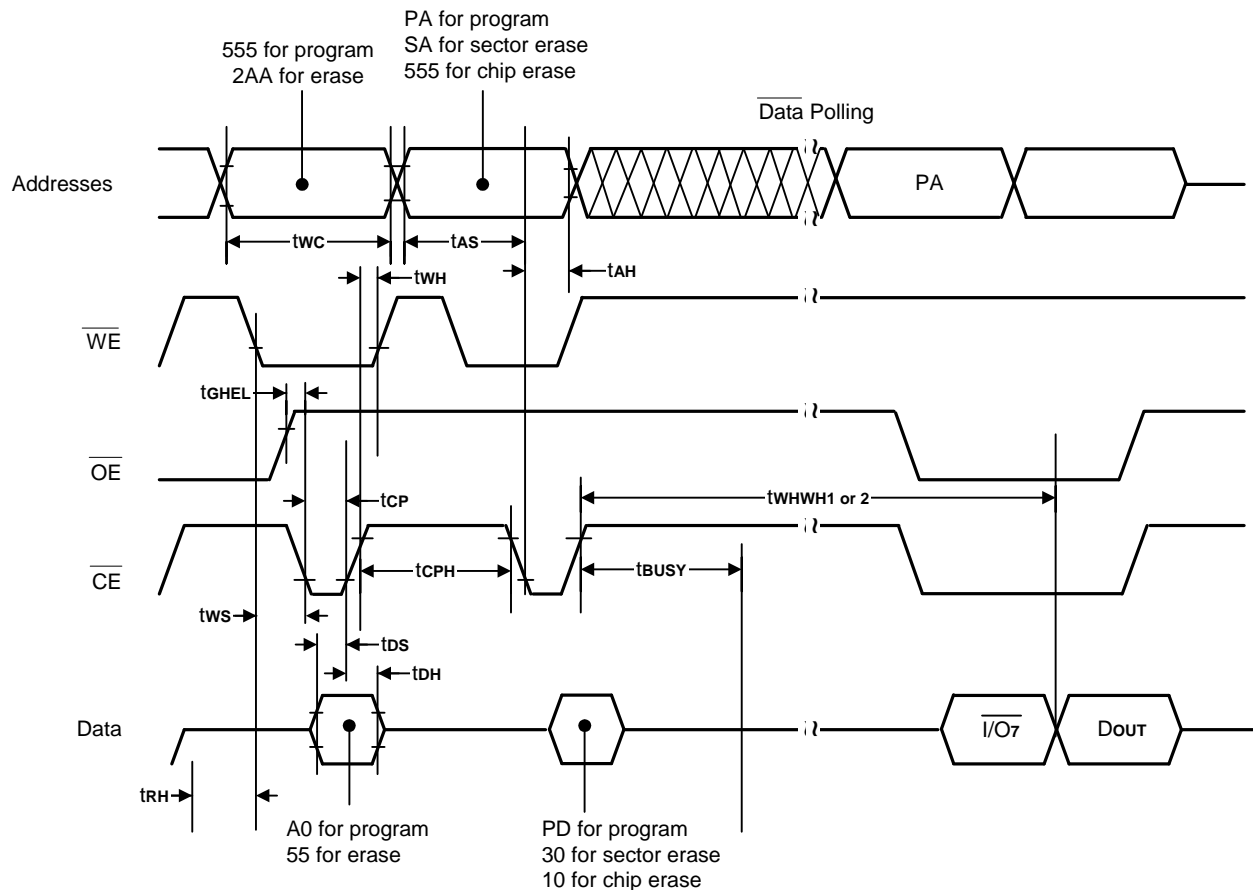 PA for program
SA for sector erase
555 for chip erase
555 for program
2AA for erase
Data Polling
Addresses
PA
tWC
tAS
tWH
tAH
WE
tGHEL
OE
tCP
tWHWH1 or 2
CE
tCPH
tBUSY
tWS
tDS
tDH
Data
I/O7
DOUT
tRH
A0 for program
55 for erase
PD for program
30 for sector erase
10 for chip erase